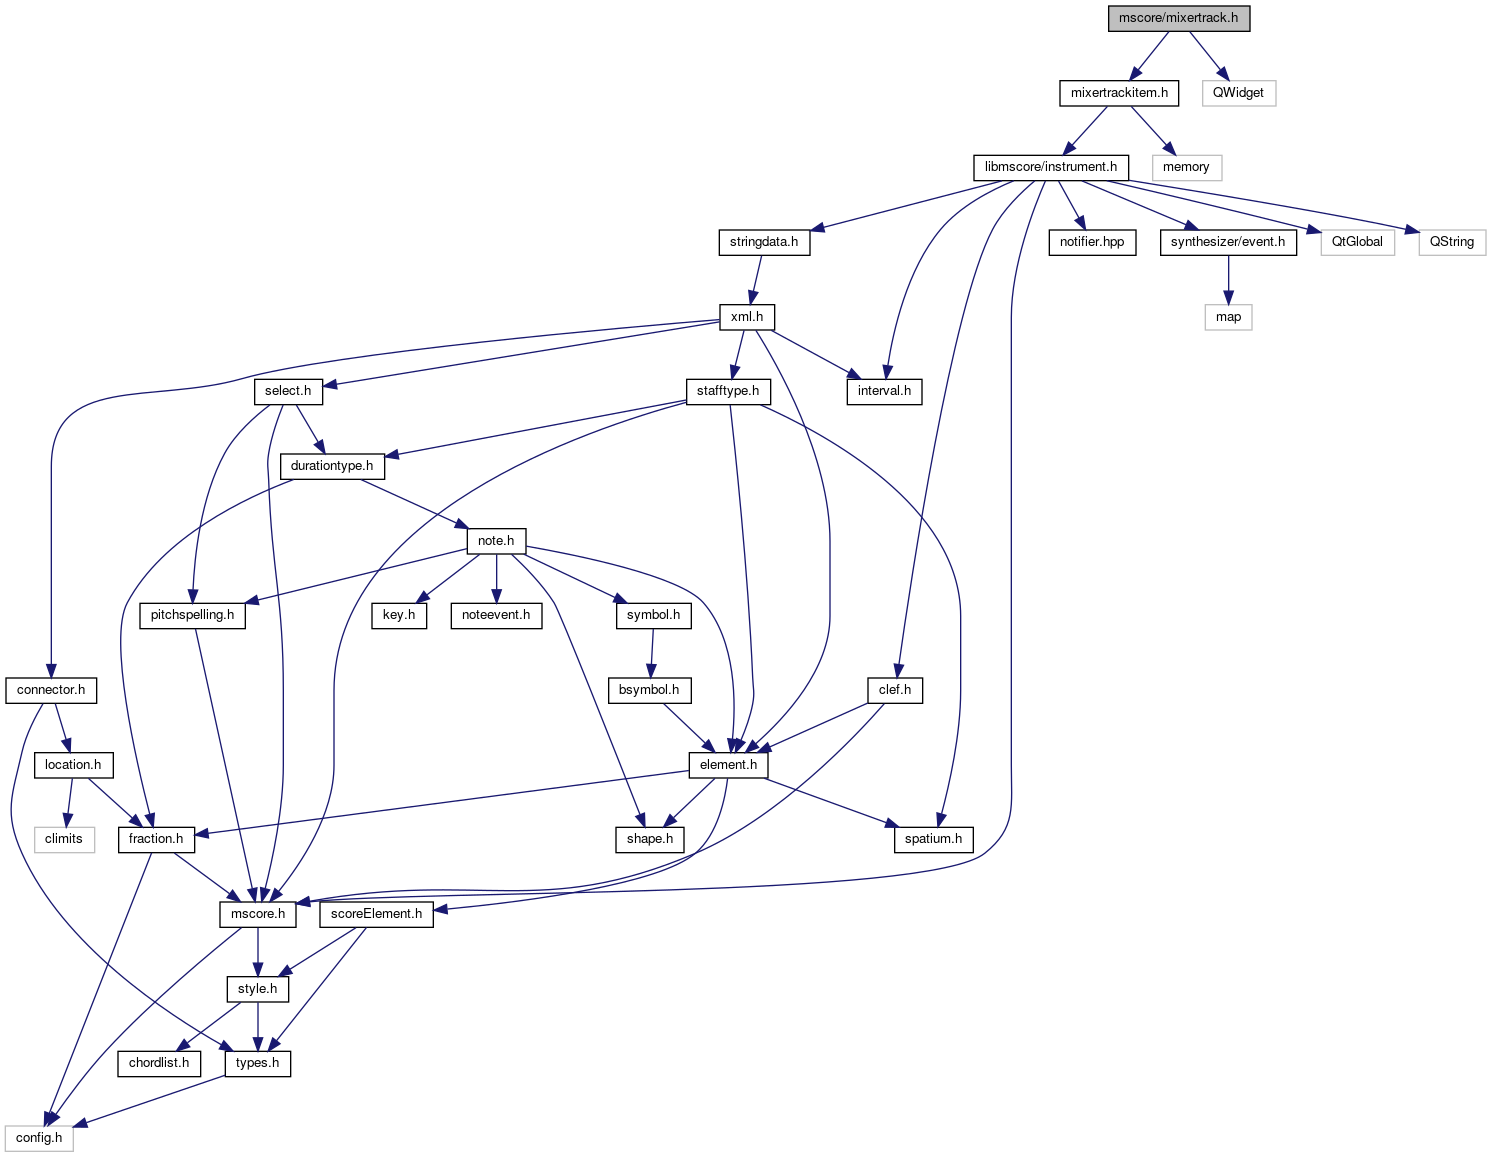 mscore/mixertrack.h
mixertrackitem.h
QWidget
libmscore/instrument.h
memory
stringdata.h
notifier.hpp
synthesizer/event.h
QtGlobal
QString
xml.h
map
select.h
stafftype.h
interval.h
durationtype.h
note.h
pitchspelling.h
key.h
noteevent.h
symbol.h
connector.h
bsymbol.h
clef.h
location.h
element.h
climits
fraction.h
shape.h
spatium.h
mscore.h
scoreElement.h
style.h
chordlist.h
types.h
config.h